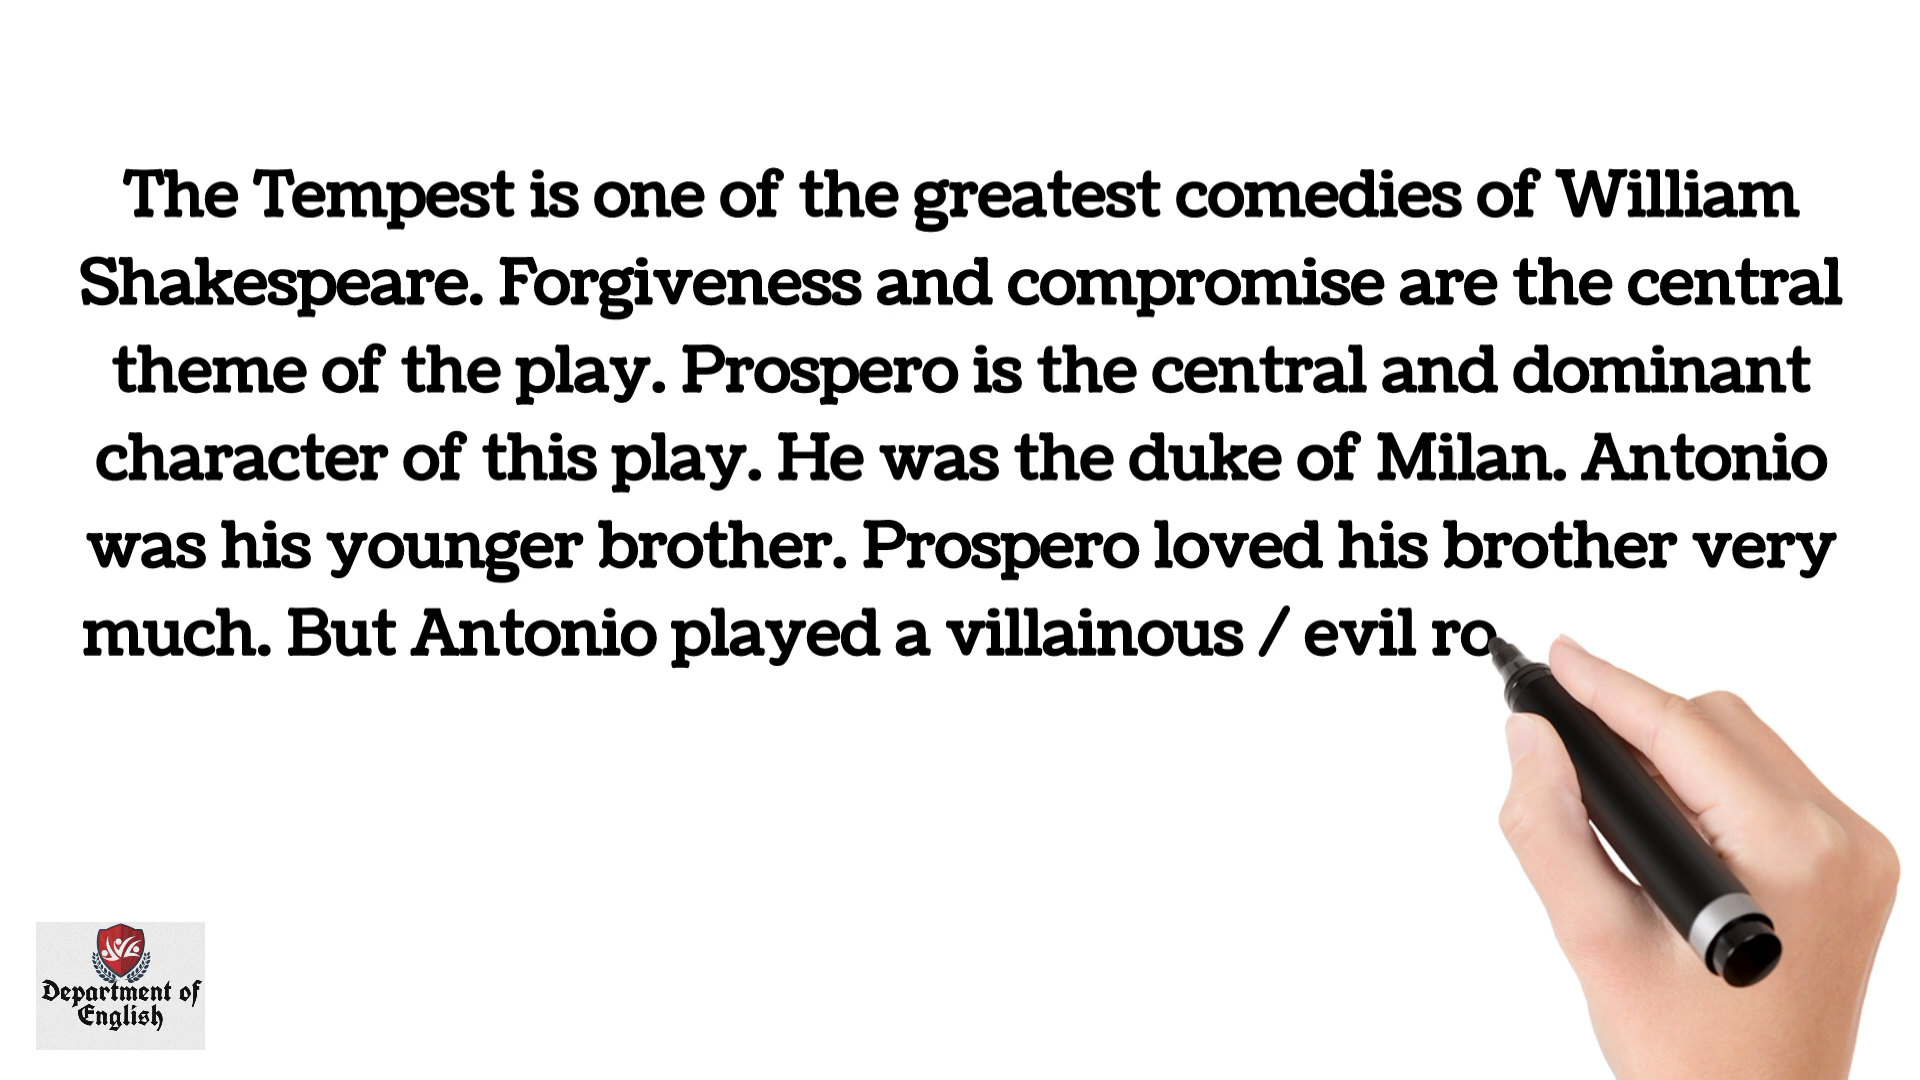 The Tempest is one of the greatest comedies of William
Shakespeare. Forgiveness and compromise are the central
theme of the play. Prospero is the central and dominant
character of this play. He was the duke of Milan. Antonio
was his younger brother. Prospero loved his brother very
much. But Antonio played a villainous / evil ro
Department of
English